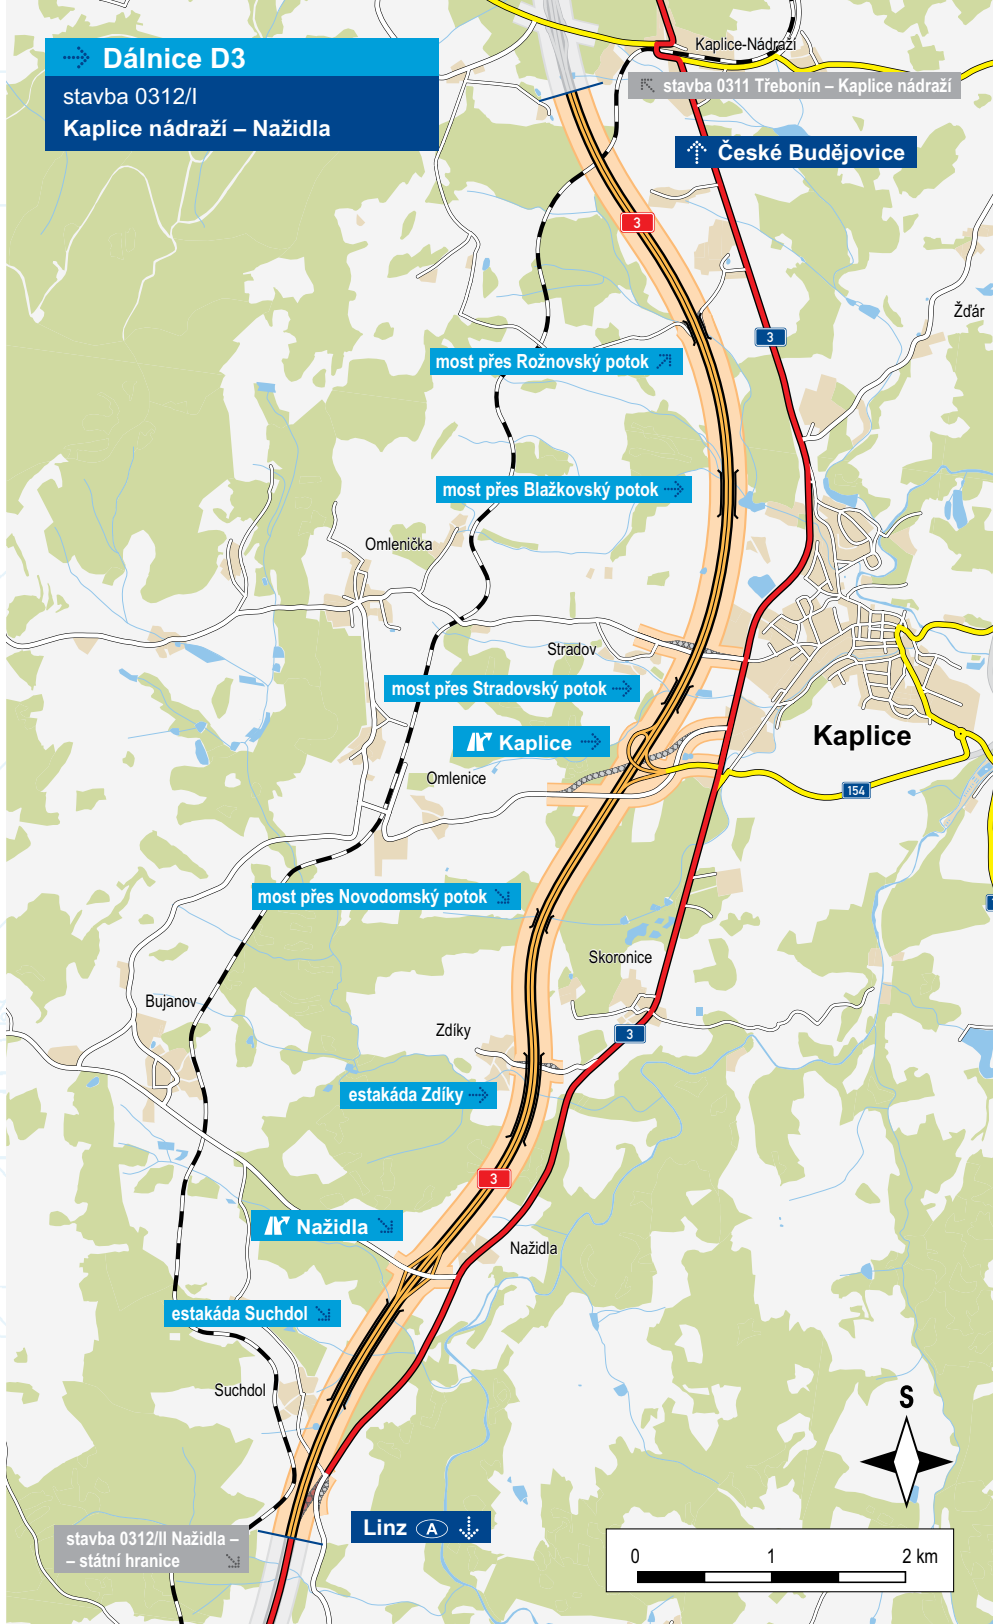 Dálnice D3
stavba 0312/I
Kaplice nádraží – Nažidla
Kaplice-Nádraží
stavba 0311 Třebonín – Kaplice nádraží
České Budějovice
3
Žďár
3
most přes Rožnovský potok
most přes Blažkovský potok
Omlenička
Stradov
most přes Stradovský potok
Kaplice
Kaplice
Omlenice
154
most přes Novodomský potok
Skoronice
Bujanov
Zdíky
3
estakáda Zdíky
3
Nažidla
Nažidla
estakáda Suchdol
Suchdol
S
Linz A
stavba 0312/II Nažidla –
– státní hranice
0 1 2 km